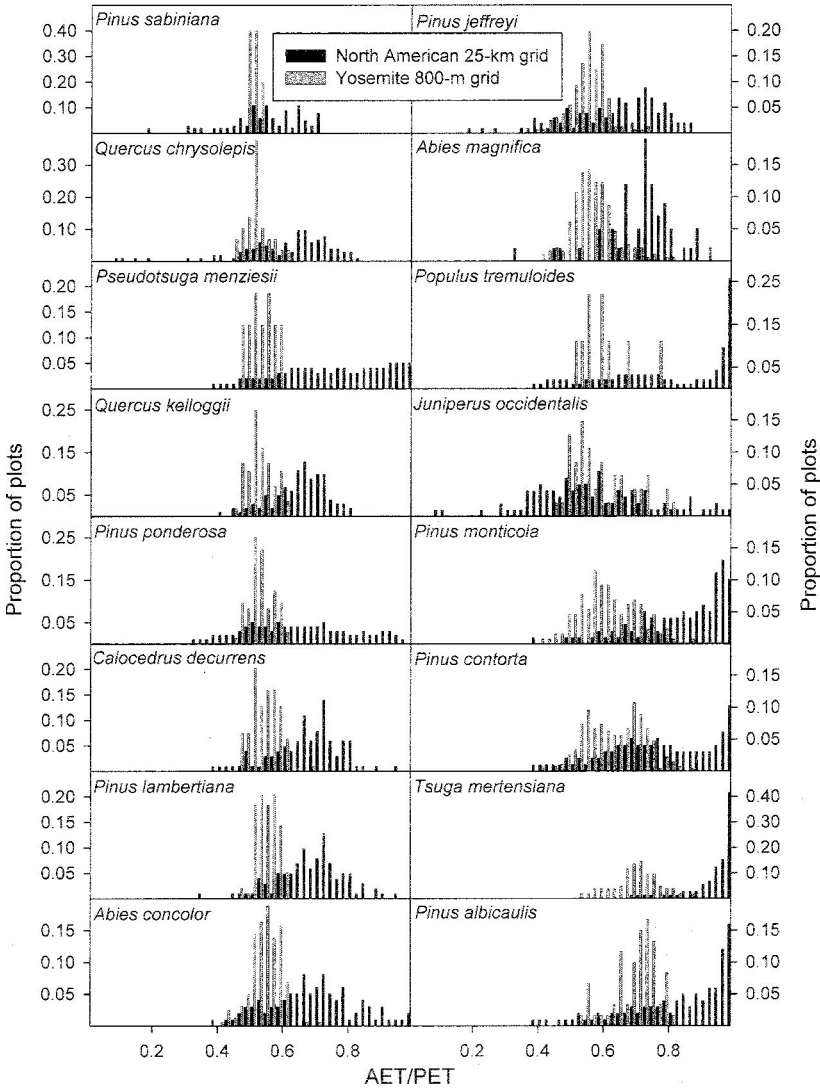 Pinus sabiniana
Pinus jeffreyi
North American 25-km grid
Yosemite 800-m grid
0.40
0.30
0.20
0.10
0.20
0.15
0.10
0.05
Quercus chrysolepis
Abies magnifica
0.30
0.20
0.10
0.15
0.10
0.05
Pseudotsuga menziesii
Populus tremuloides
0.20
0.15
0.10
0.05
0.25
0.15
0.05
Quercus kelloggii
Juniperus occidentalis
0.25
0.15
0.05
0.15
0.10
0.05
Pinus ponderosa
Pinus monticola
0.25
0.15
0.05
0.15
0.10
0.05
Calocedrus decurrens
Pinus contorta
0.20
0.15
0.10
0.05
0.15
0.10
0.05
Pinus lambertiana
Tsuga mertensiana
0.20
0.15
0.10
0.05
0.40
0.30
0.20
0.10
Abies concolor
Pinus albicaulis
0.15
0.10
0.05
0.15
0.10
0.05
0.2 0.4 0.6 0.8
0.2 0.4 0.6 0.8
AET/PET
Proportion of plots
Proportion of plots